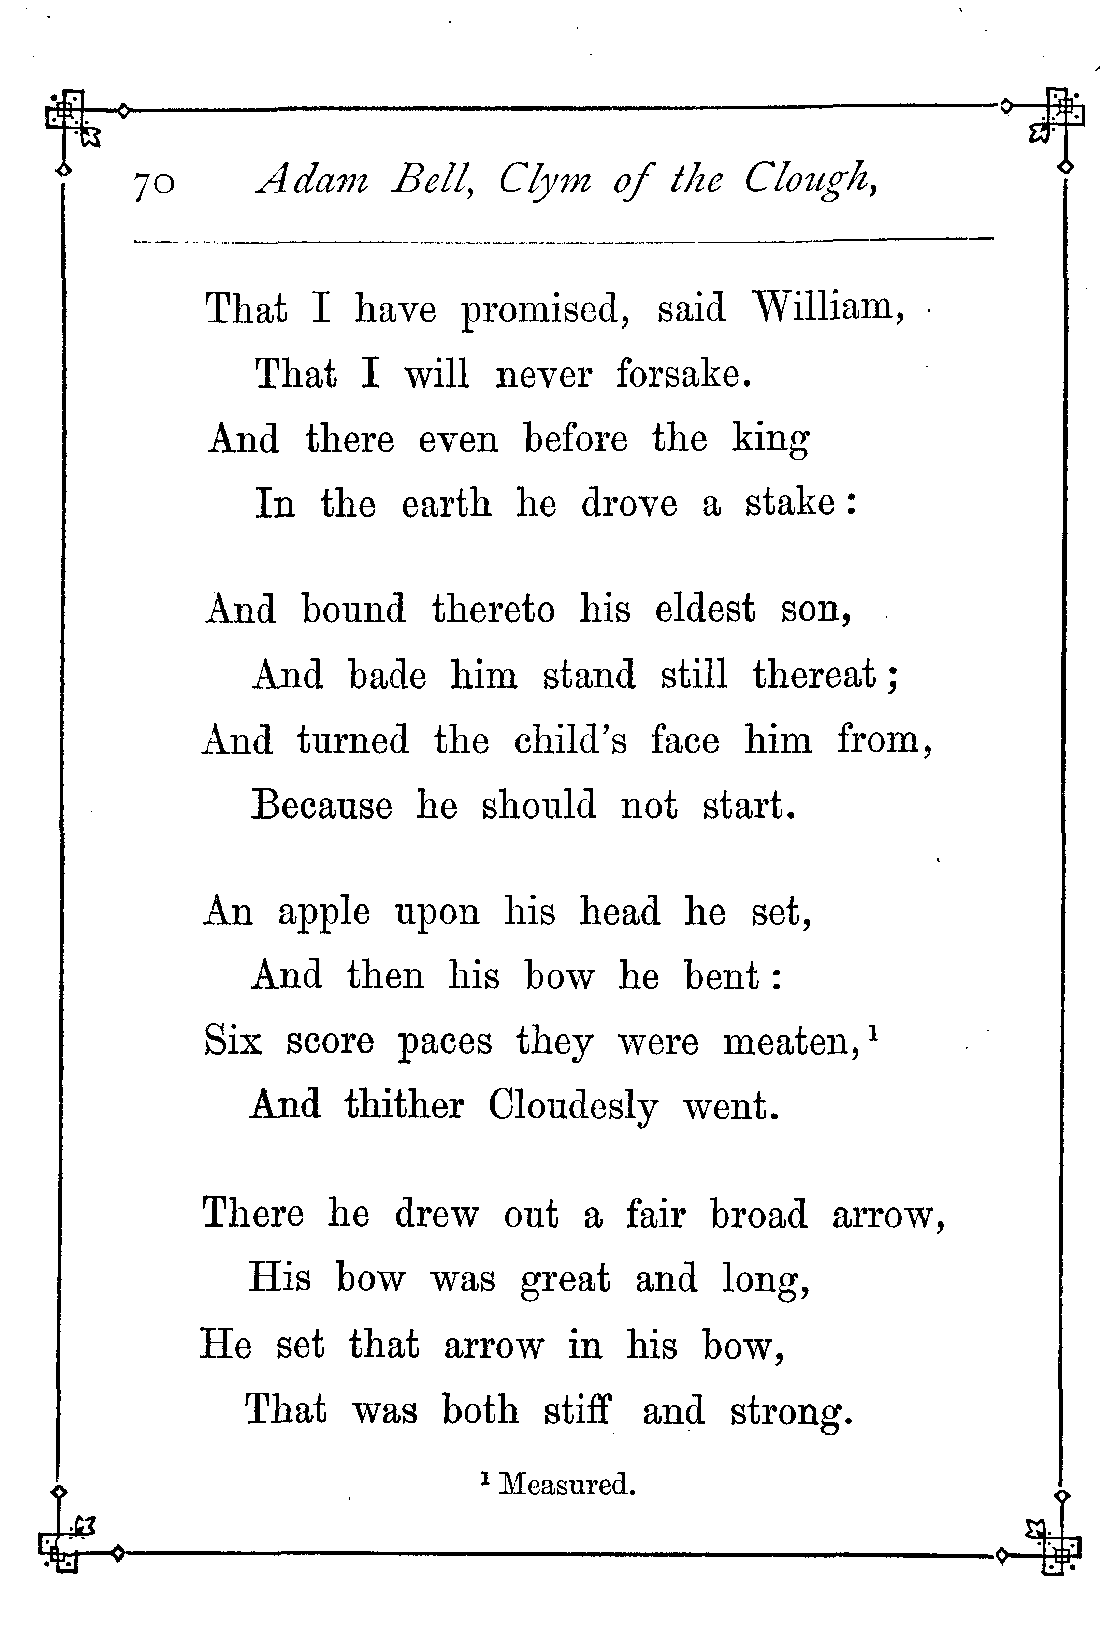 70 Adam Bell, Clym of the Clough,
That I have promised, said William,
That I will never forsake.
And there even before the king
In the earth he drove a stake :
And bound thereto his eldest son,
And bade him stand still thereat ;
And turned the child's face him from,
Because he should not start.
An apple upon his head he set,
And then his bow he bent :
Six score paces they were meaten,¹
And thither Cloudesly went.
There he drew out a fair broad arrow,
His bow was great and long,
He set that arrow in his bow,
That was both stiff and strong.
¹ Measured.